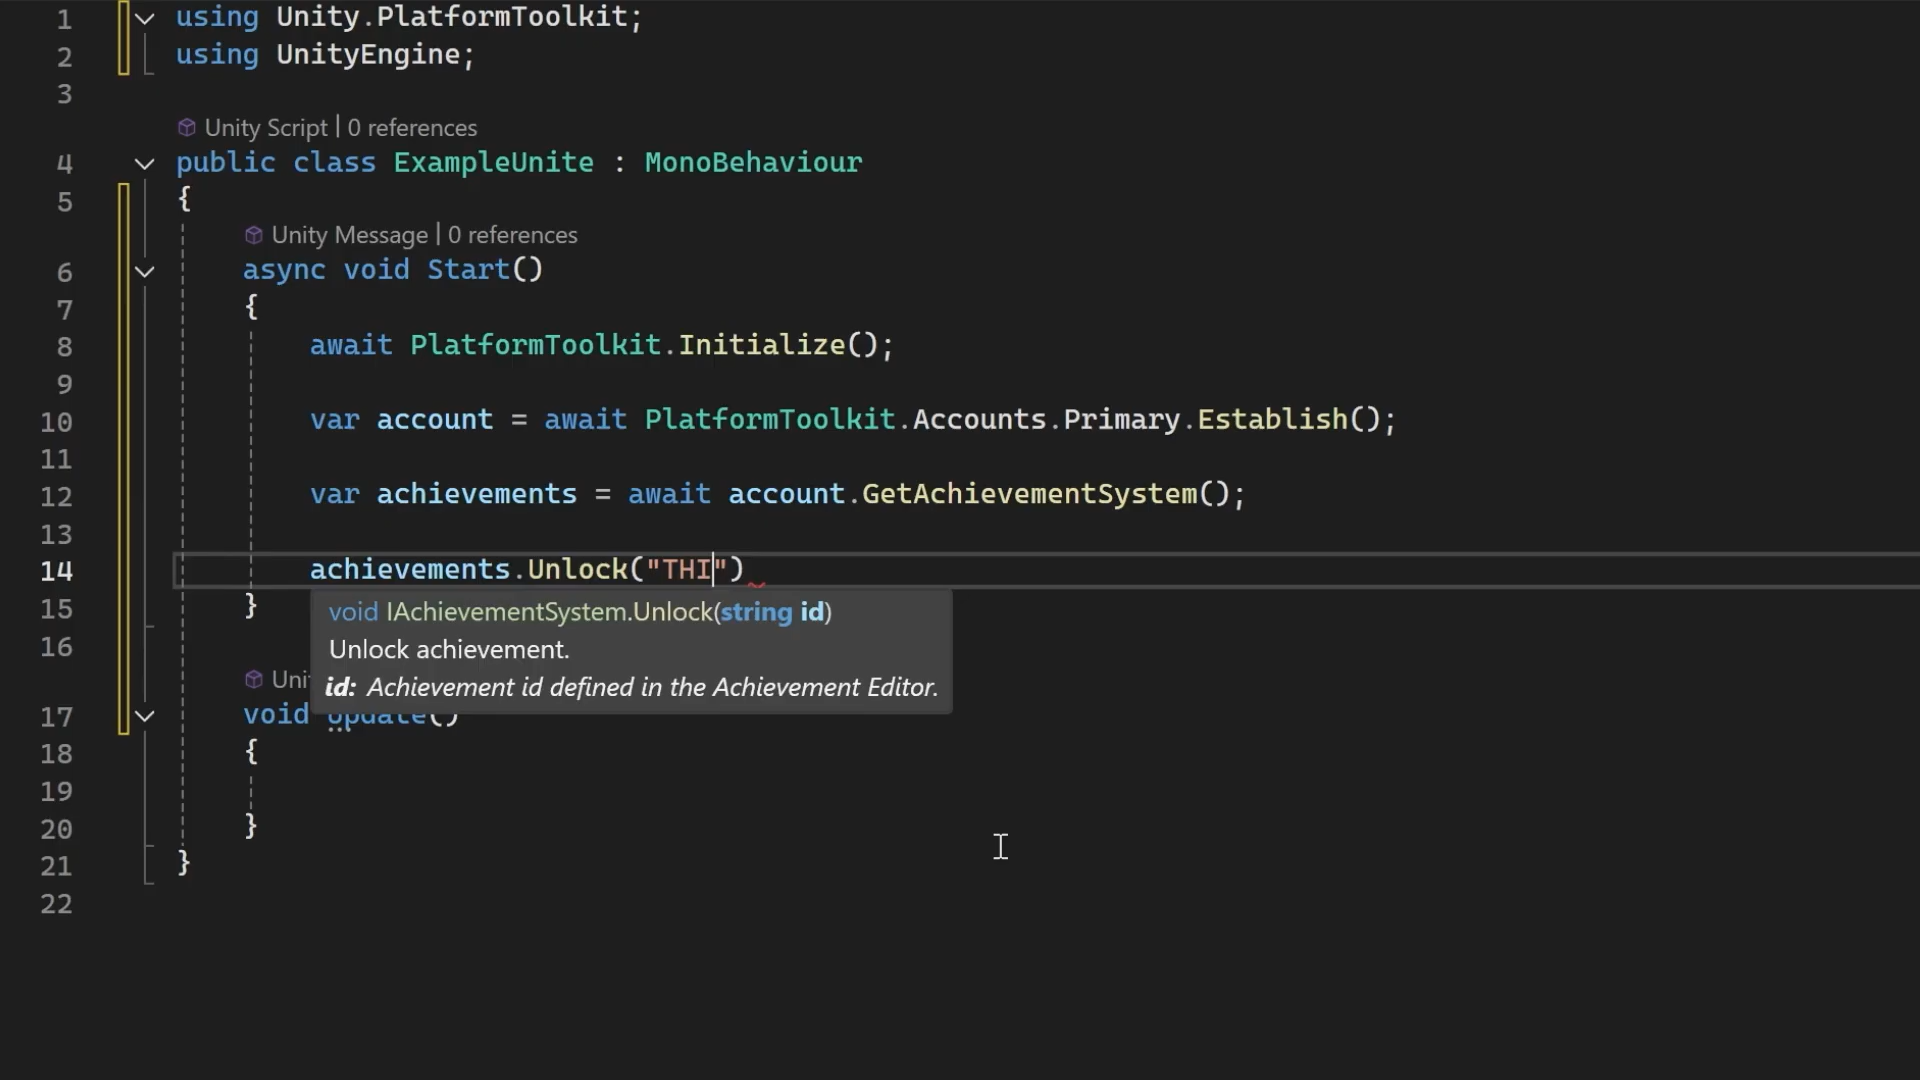 1 using Unity.PlatformToolkit;
2 using UnityEngine;
3
Unity Script | 0 references
4 public class ExampleUnite : MonoBehaviour
5 {
Unity Message | 0 references
6 async void Start()
7 {
8 await PlatformToolkit.Initialize();
9
10 var account = await PlatformToolkit.Accounts.Primary.Establish();
11
12 var achievements = await account.GetAchievementSystem();
13
14 achievements.Unlock("THI")
15 }
void IAchievementSystem.Unlock(string id)
16
Unlock achievement.
Uni
id: Achievement id defined in the Achievement Editor.
17 void Update()
18 {
19
20 }
21 }
22